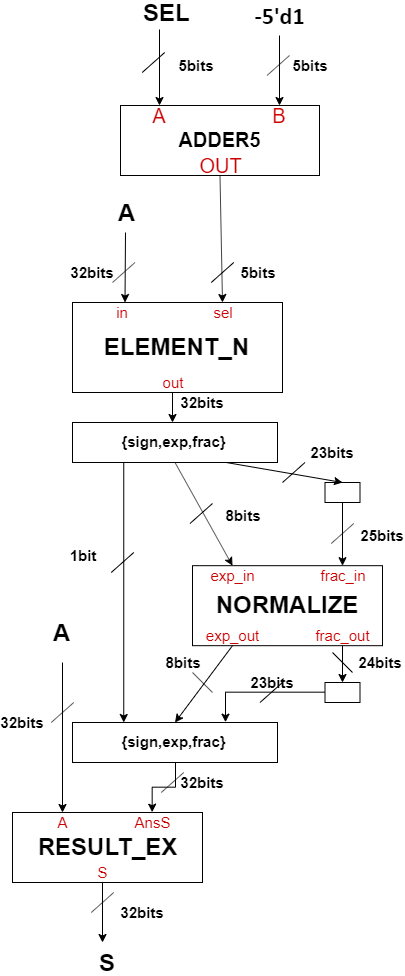 SEL -5'd1
5bits 5bits
A B
ADDER5
OUT
A
32bits 5bits
in sel
ELEMENT_N
out
32bits
{sign,exp,frac}
23bits
8bits
25bits
1bit
exp_in frac_in
NORMALIZE
exp_out frac_out
A
8bits 24bits
23bits
32bits
{sign,exp,frac}
32bits
A AnsS
RESULT_EX
S
32bits
S